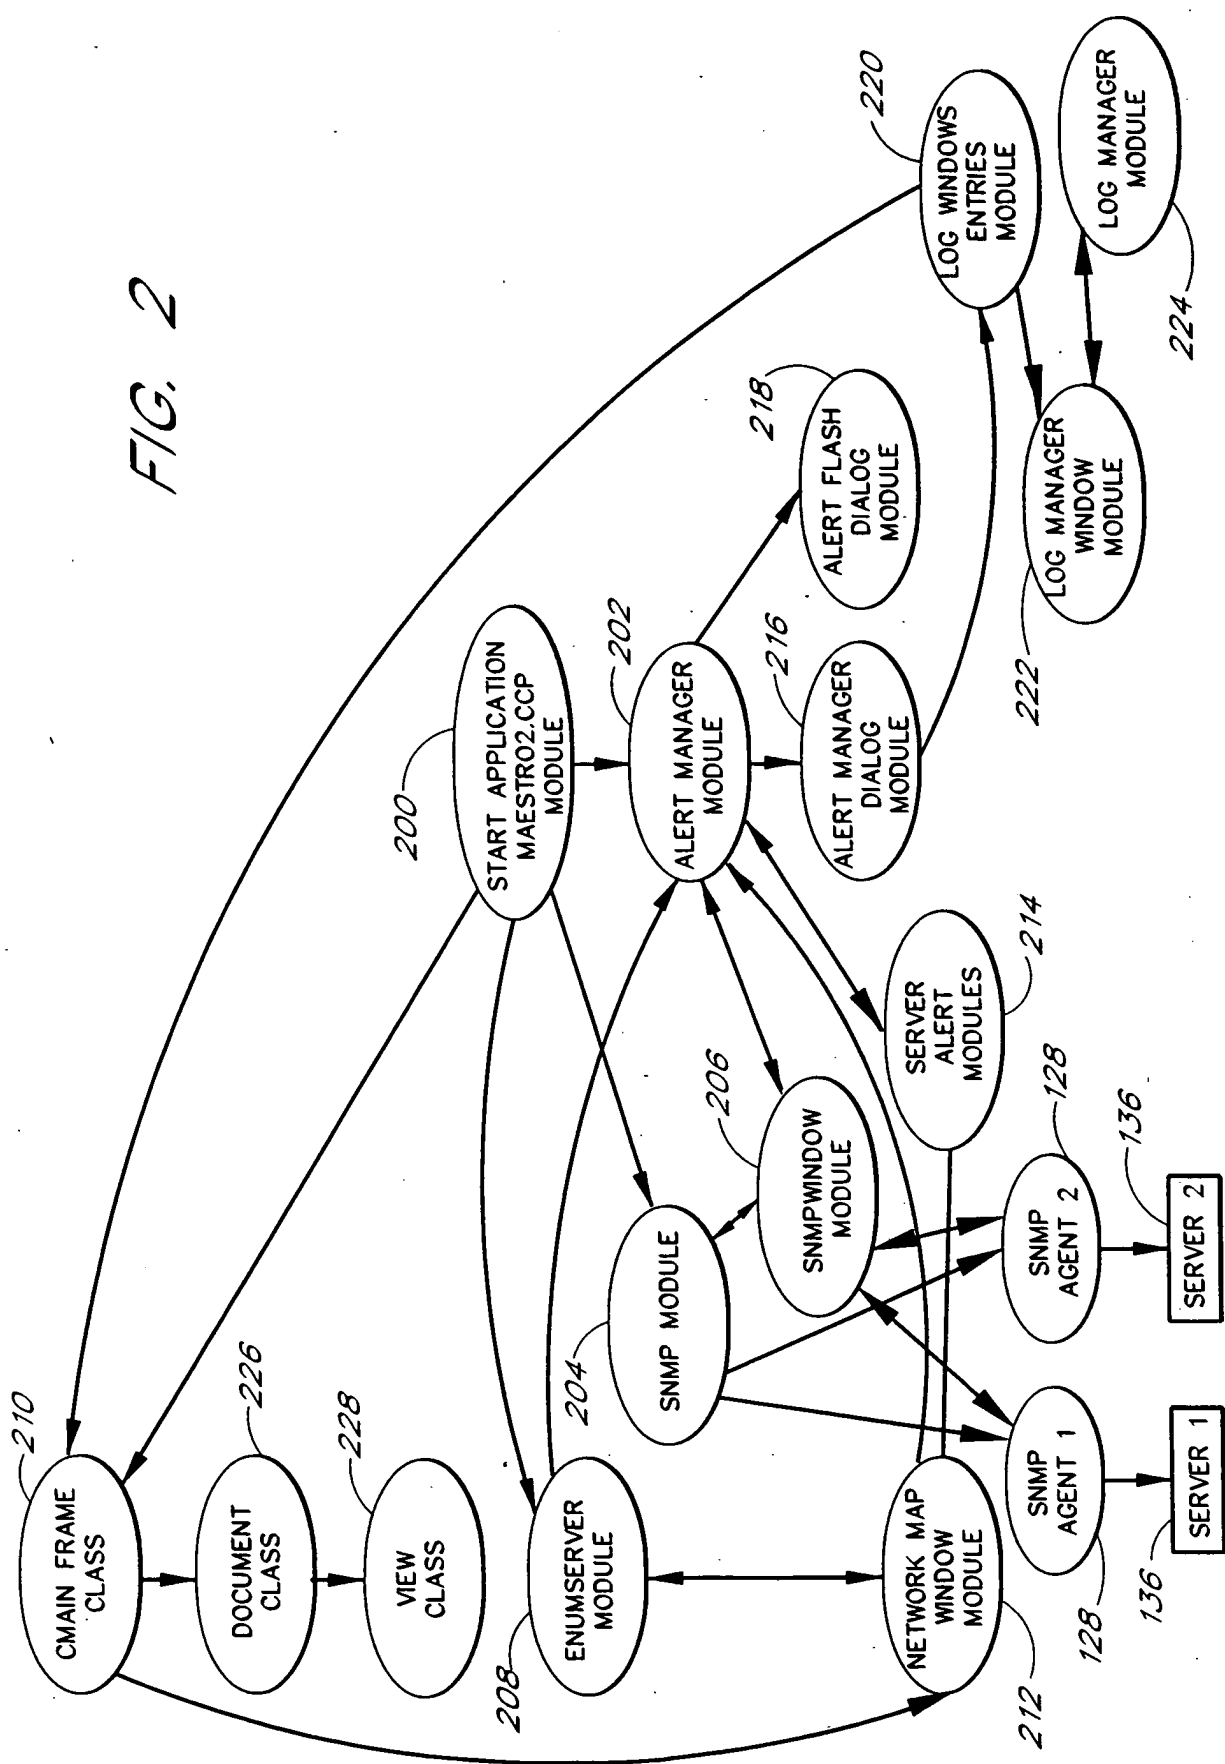 FIG. 2
210
CMAIN FRAME
CLASS
226
DOCUMENT
CLASS
228
VIEW
CLASS
208
ENUMSERVER
MODULE
212
NETWORK MAP
WINDOW
MODULE
200
START APPLICATION
MAESTRO2.CCP
MODULE
202
ALERT MANAGER
MODULE
204
SNMP MODULE
206
SNMPWINDOW
MODULE
214
SERVER
ALERT
MODULES
216
ALERT MANAGER
DIALOG
MODULE
218
ALERT FLASH
DIALOG
MODULE
220
LOG WINDOWS
ENTRIES
MODULE
222
LOG MANAGER
WINDOW
MODULE
224
LOG MANAGER
MODULE
128
SNMP
AGENT 1
136
SERVER 1
128
SNMP
AGENT 2
136
SERVER 2